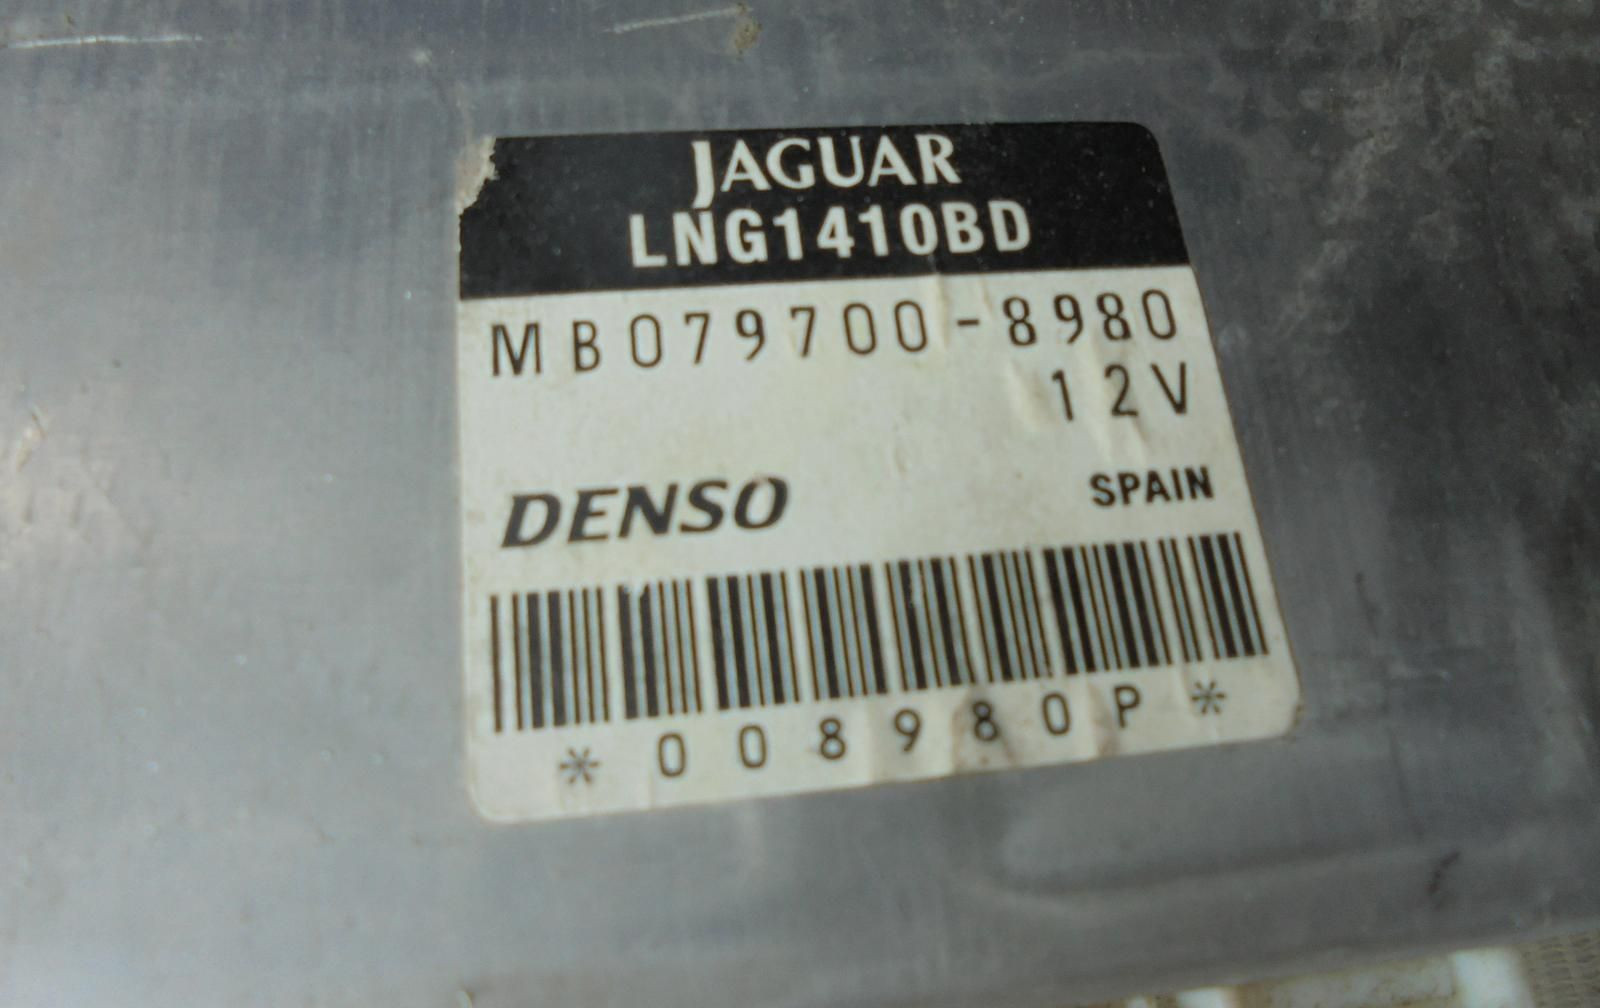 JAGUAR
LNG1410BD
MB079700-8980
12V
DENSO SPAIN
*008980P*